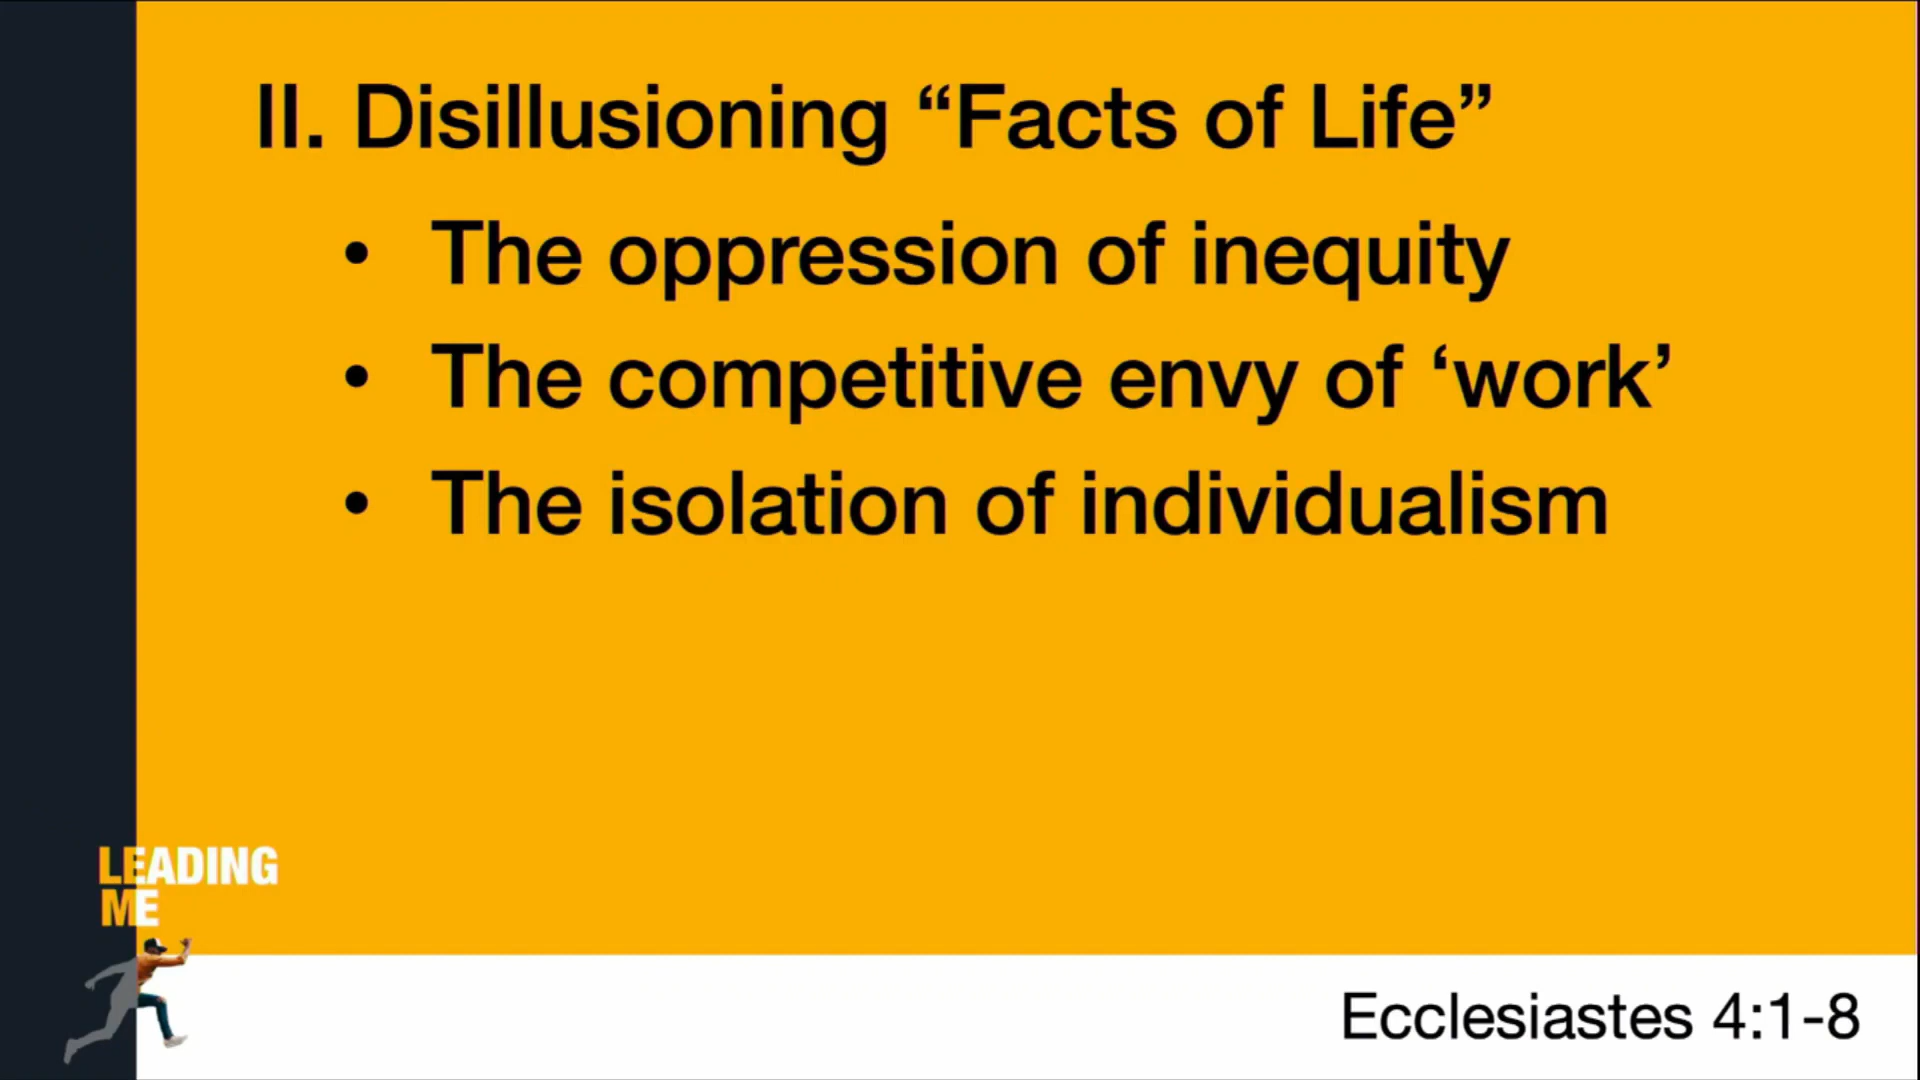 II. Disillusioning “Facts of Life”
• The oppression of inequity
• The competitive envy of ‘work’
• The isolation of individualism
LEADING
ME
Ecclesiastes 4:1-8